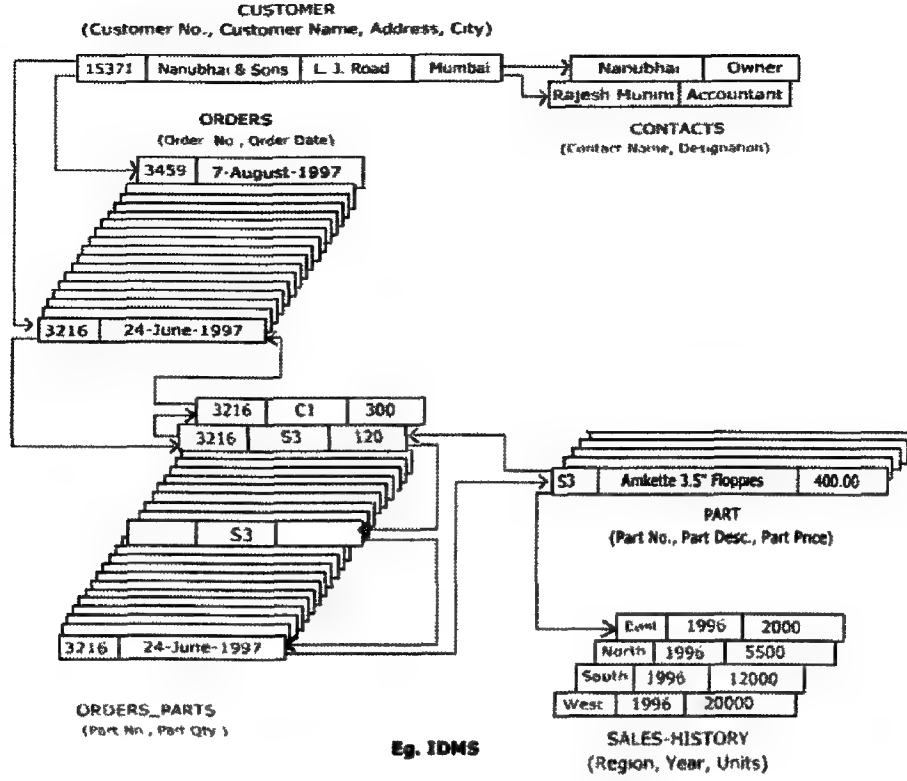 CUSTOMER
(Customer No., Customer Name, Address, City)
15371 Nanubhai & Sons L. J. Road Mumbai
Nanubhai Owner
Rajesh Munim Accountant
CONTACTS
(Contact Name, Designation)
ORDERS
(Order No., Order Date)
3459 7-August-1997
3216 24-June-1997
3216 C1 300
3216 S3 120
S3
3216 24-June-1997
ORDERS_PARTS
(Part No., Part Qty)
S3 Amkette 3.5" Floppies 400.00
PART
(Part No., Part Desc., Part Price)
East 1996 2000
North 1996 5500
South 1996 12000
West 1996 20000
SALES-HISTORY
(Region, Year, Units)
Eg. IDMS